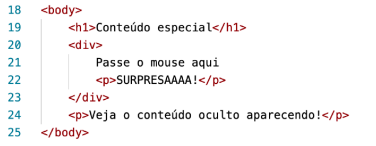 18 <body>
19     <h1>Conteúdo especial</h1>
20     <div>
21         Passe o mouse aqui
22         <p>SURPRESAAAA!</p>
23     </div>
24     <p>Veja o conteúdo oculto aparecendo!</p>
25 </body>